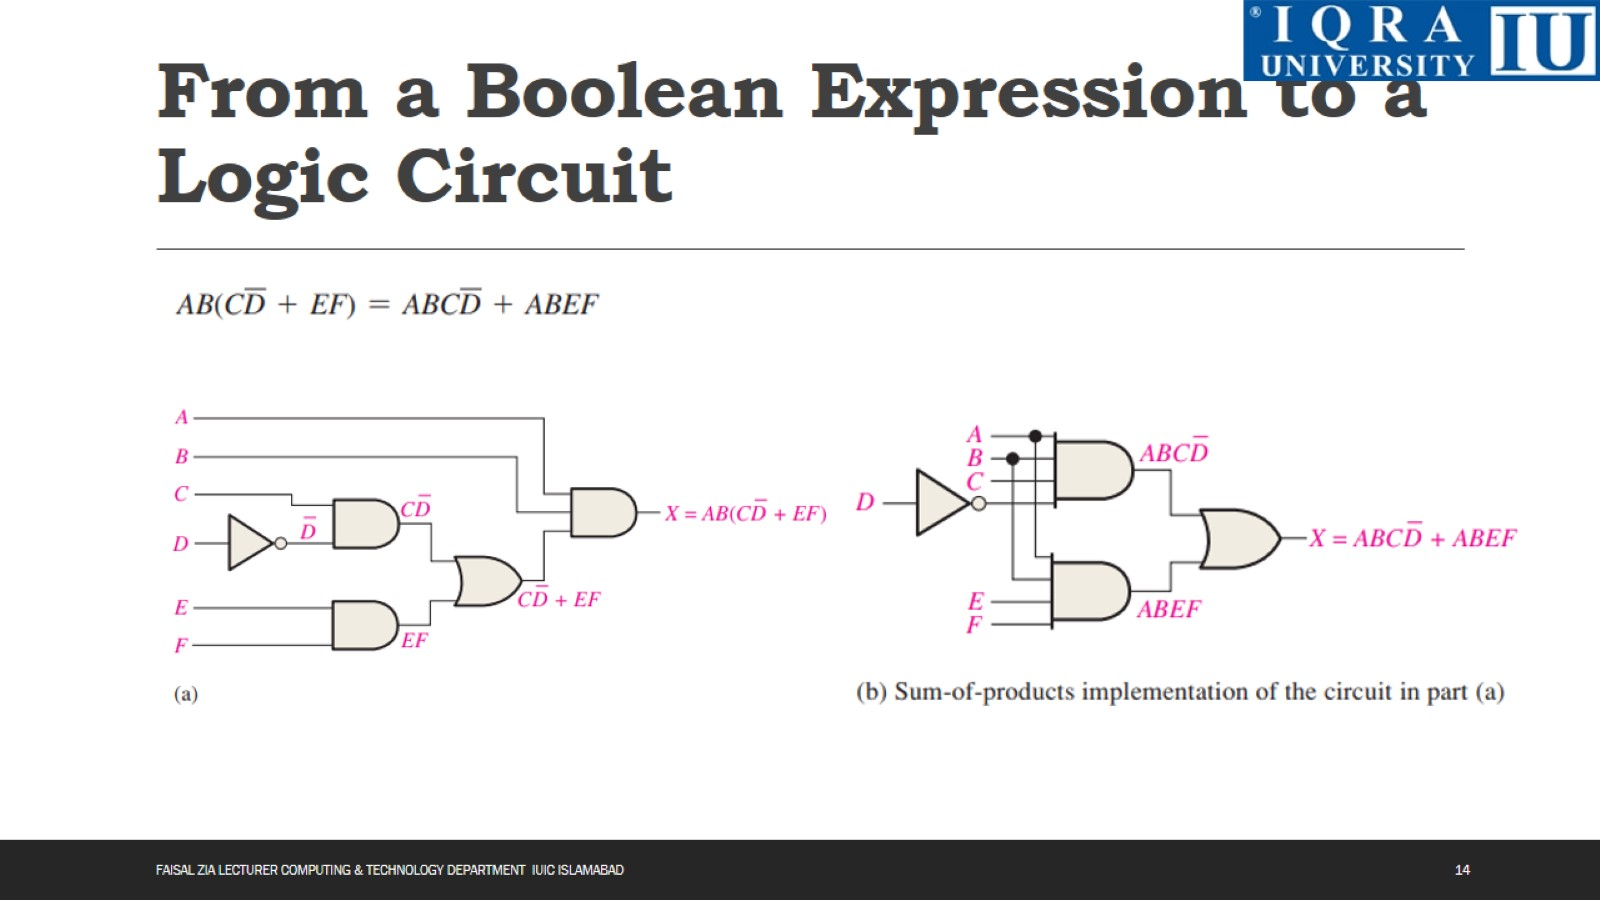 ® IQRA
UNIVERSITY IU
From a Boolean Expression to a
Logic Circuit
AB(CD̅ + EF) = ABCD̅ + ABEF
A
B
C
D
E
F
D̅
CD̅
EF
CD̅ + EF
X = AB(CD̅ + EF)
(a)
A
B
C
D
E
F
ABCD̅
ABEF
X = ABCD̅ + ABEF
(b) Sum-of-products implementation of the circuit in part (a)
FAISAL ZIA LECTURER COMPUTING & TECHNOLOGY DEPARTMENT IUIC ISLAMABAD
14